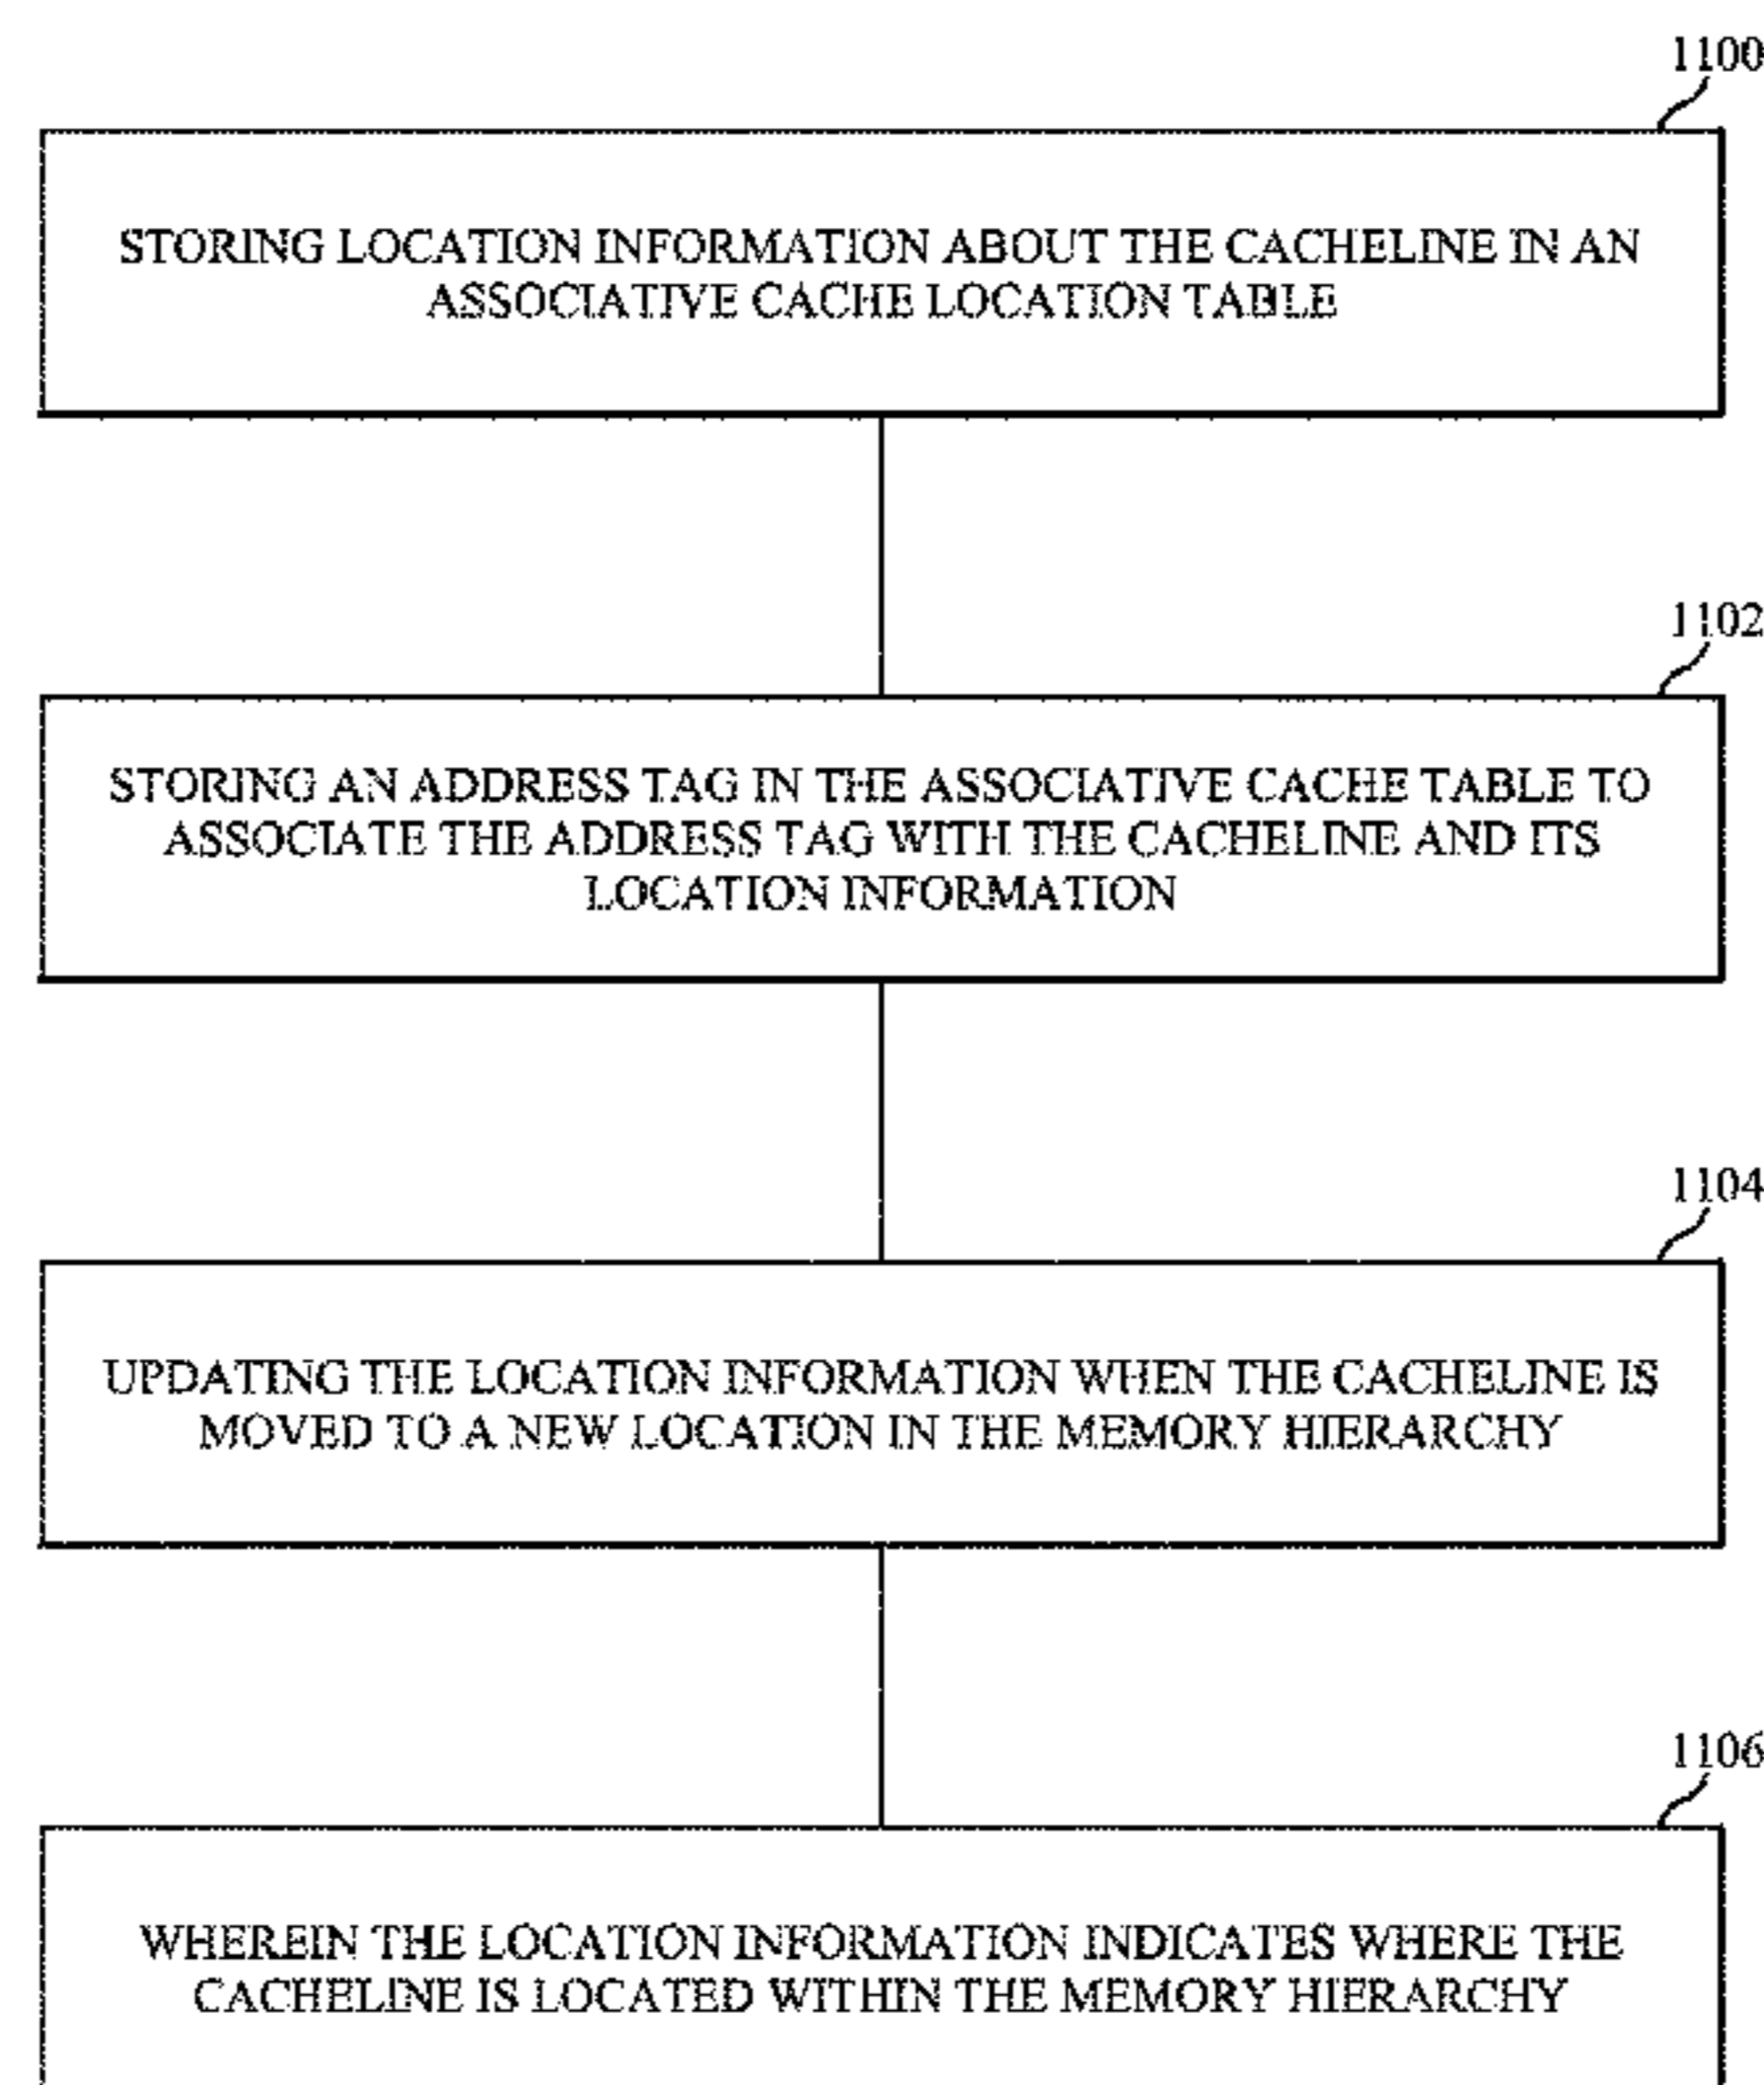 1100
STORING LOCATION INFORMATION ABOUT THE CACHELINE IN AN
ASSOCIATIVE CACHE LOCATION TABLE
1102
STORING AN ADDRESS TAG IN THE ASSOCIATIVE CACHE TABLE TO
ASSOCIATE THE ADDRESS TAG WITH THE CACHELINE AND ITS
LOCATION INFORMATION
1104
UPDATING THE LOCATION INFORMATION WHEN THE CACHELINE IS
MOVED TO A NEW LOCATION IN THE MEMORY HIERARCHY
1106
WHEREIN THE LOCATION INFORMATION INDICATES WHERE THE
CACHELINE IS LOCATED WITHIN THE MEMORY HIERARCHY